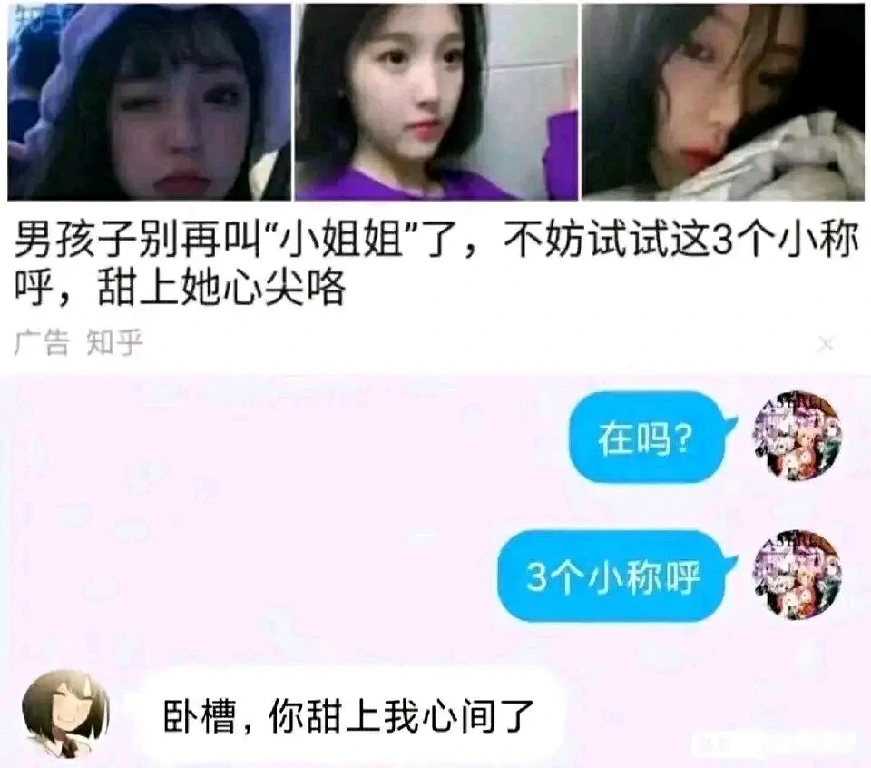 男孩子别再叫“小姐姐”了，不妨试试这3个小称
呼，甜上她心尖咯
广告 知乎
在吗?
3个小称呼
卧槽, 你甜上我心间了